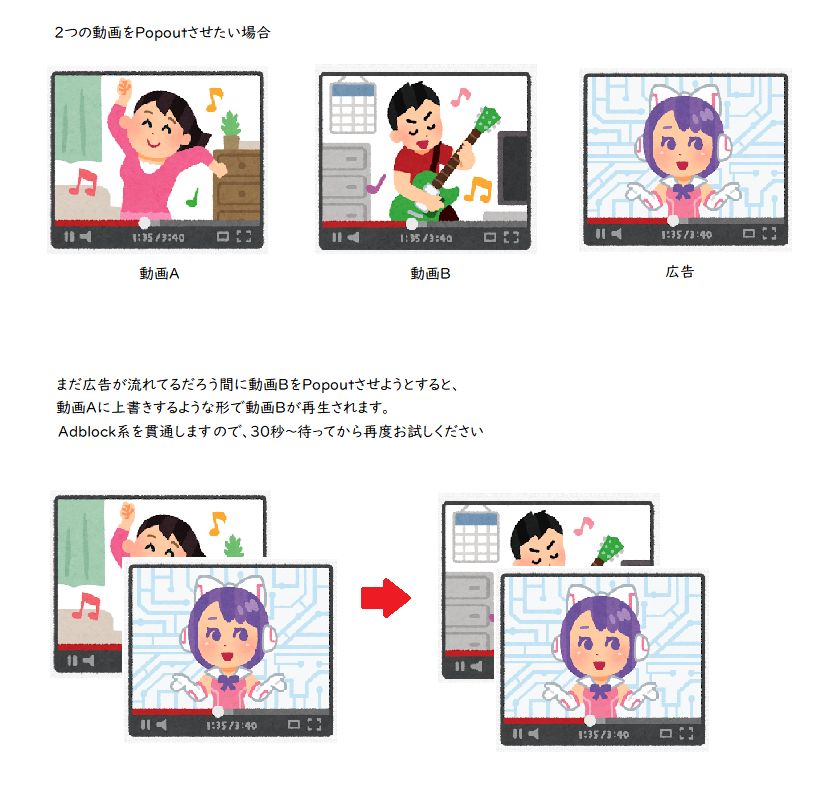 2つの動画をPopoutさせたい場合
1:35/3:40
1:35/3:40
1:35/3:40
動画A
動画B
広告
まだ広告が流れてるだろう間に動画BをPopoutさせようとすると、
動画Aに上書きするような形で動画Bが再生されます。
Adblock系を貫通しますので、30秒～待ってから再度お試しください
1:35/3:40
1:35/3:40